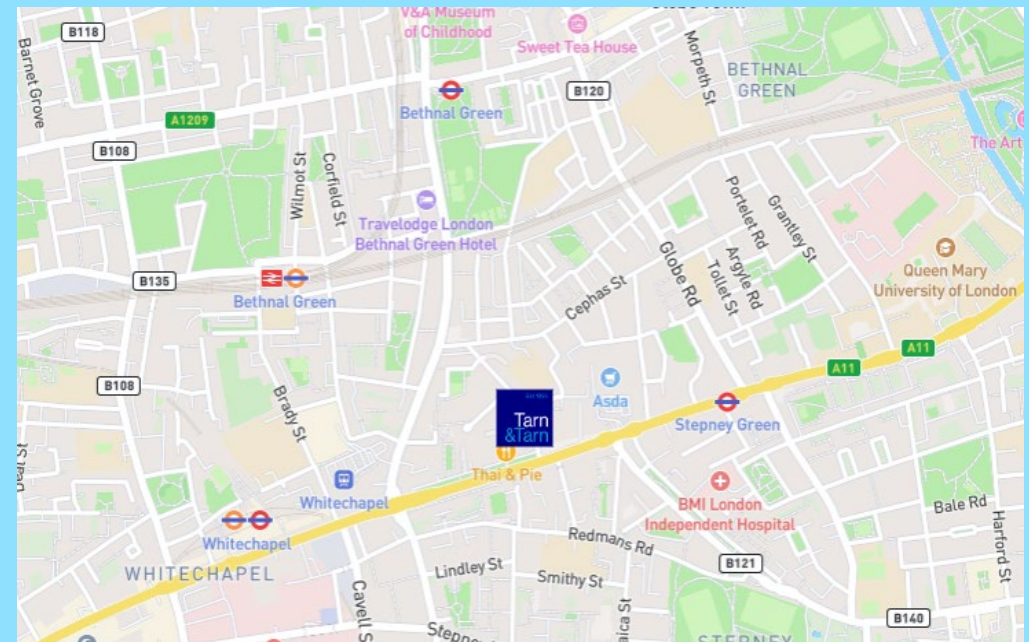 V&A Museum
of Childhood
B118
Sweet Tea House
Barnet Grove
Morpeth St
BETHNAL
GREEN
B120
Bethnal Green
A1209
B108
The Art
Wilmot St
Corfield St
Portelet Rd
Grantley St
Travelodge London
Bethnal Green Hotel
Globe Rd
Argyle Rd
Tollet St
Queen Mary
University of London
B135
Bethnal Green
Cephas St
A11
A11
B108
Brady St
Asda
Tarn
&Tarn
Stepney Green
Thai & Pie
Whitechapel
BMI London
Independent Hospital
Bale Rd
Harford St
Whitechapel
Redmans Rd
B121
WHITECHAPEL
Lindley St
Smithy St
Cavell S
B140